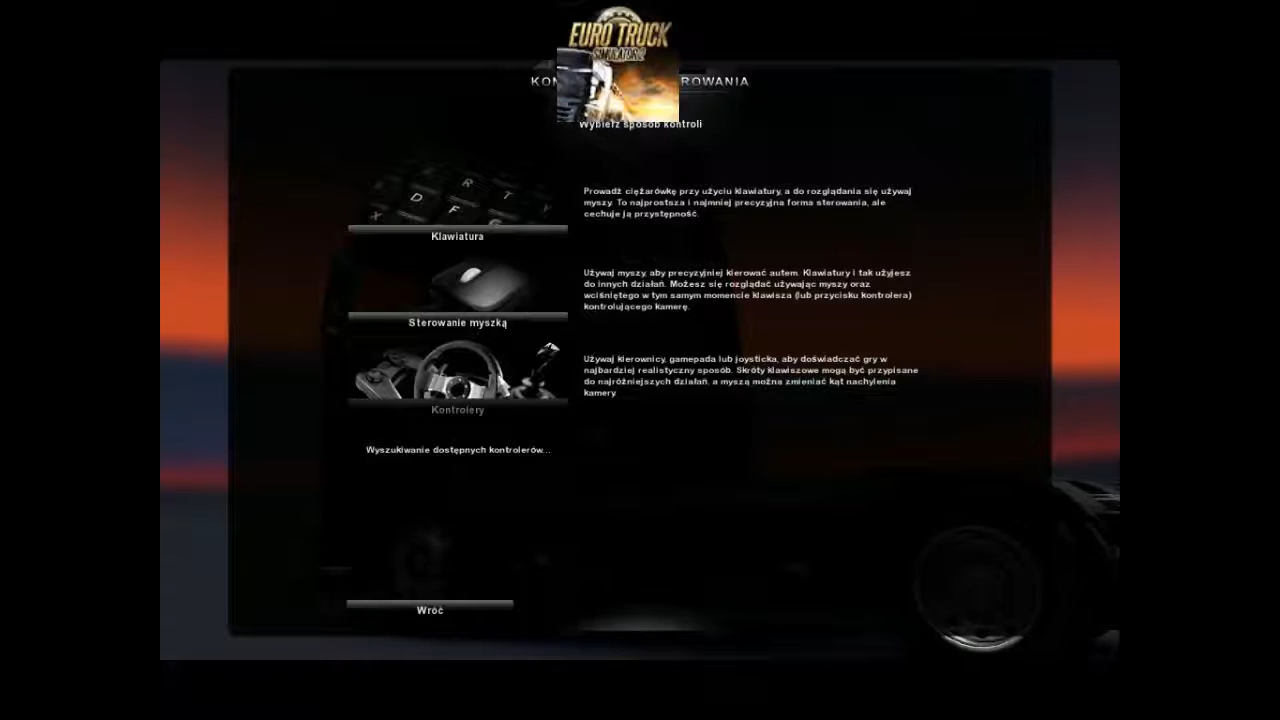 EURO TRUCK
SIMULATOR 2
ROWANIA
Wybierz sposób kontroli
Prowadź ciężarówkę przy użyciu klawiatury, a do rozglądania się używaj
myszy. To najprostsza i najmniej precyzyjna forma sterowania, ale
cechuje ją przystępność.
Klawiatura
Używaj myszy, aby precyzyjniej kierować autem. Klawiatury i tak użyjesz
do innych działań. Możesz się rozglądać używając myszy oraz
wciśniętego w tym samym momencie klawisza (lub przycisku kontrolera)
kontrolującego kamerę.
Sterowanie myszką
Używaj kierownicy, gamepada lub joysticka, aby doświadczać gry w
najbardziej realistyczny sposób. Skróty klawiszowe mogą być przypisane
do najróżniejszych działań, a myszą można zmieniać kąt nachylenia
kamery.
Kontrolery
Wyszukiwanie dostępnych kontrolerów...
Wróć